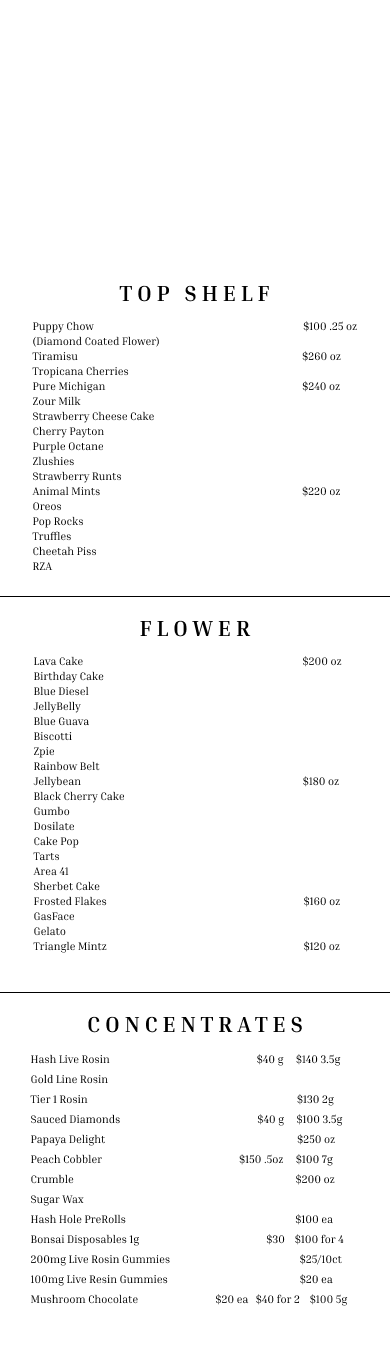 TOP SHELF
Puppy Chow $100 .25 oz
(Diamond Coated Flower)
Tiramisu $260 oz
Tropicana Cherries
Pure Michigan $240 oz
Zour Milk
Strawberry Cheese Cake
Cherry Payton
Purple Octane
Zlushies
Strawberry Runts
Animal Mints $220 oz
Oreos
Pop Rocks
Truffles
Cheetah Piss
RZA
FLOWER
Lava Cake $200 oz
Birthday Cake
Blue Diesel
JellyBelly
Blue Guava
Biscotti
Zpie
Rainbow Belt
Jellybean $180 oz
Black Cherry Cake
Gumbo
Dosilate
Cake Pop
Tarts
Area 41
Sherbet Cake
Frosted Flakes $160 oz
GasFace
Gelato
Triangle Mintz $120 oz
CONCENTRATES
Hash Live Rosin $40 g $140 3.5g
Gold Line Rosin
Tier 1 Rosin $130 2g
Sauced Diamonds $40 g $100 3.5g
Papaya Delight $250 oz
Peach Cobbler $150 .5oz $100 7g
Crumble $200 oz
Sugar Wax
Hash Hole PreRolls $100 ea
Bonsai Disposables 1g $30 $100 for 4
200mg Live Rosin Gummies $25/10ct
100mg Live Resin Gummies $20 ea
Mushroom Chocolate $20 ea $40 for 2 $100 5g